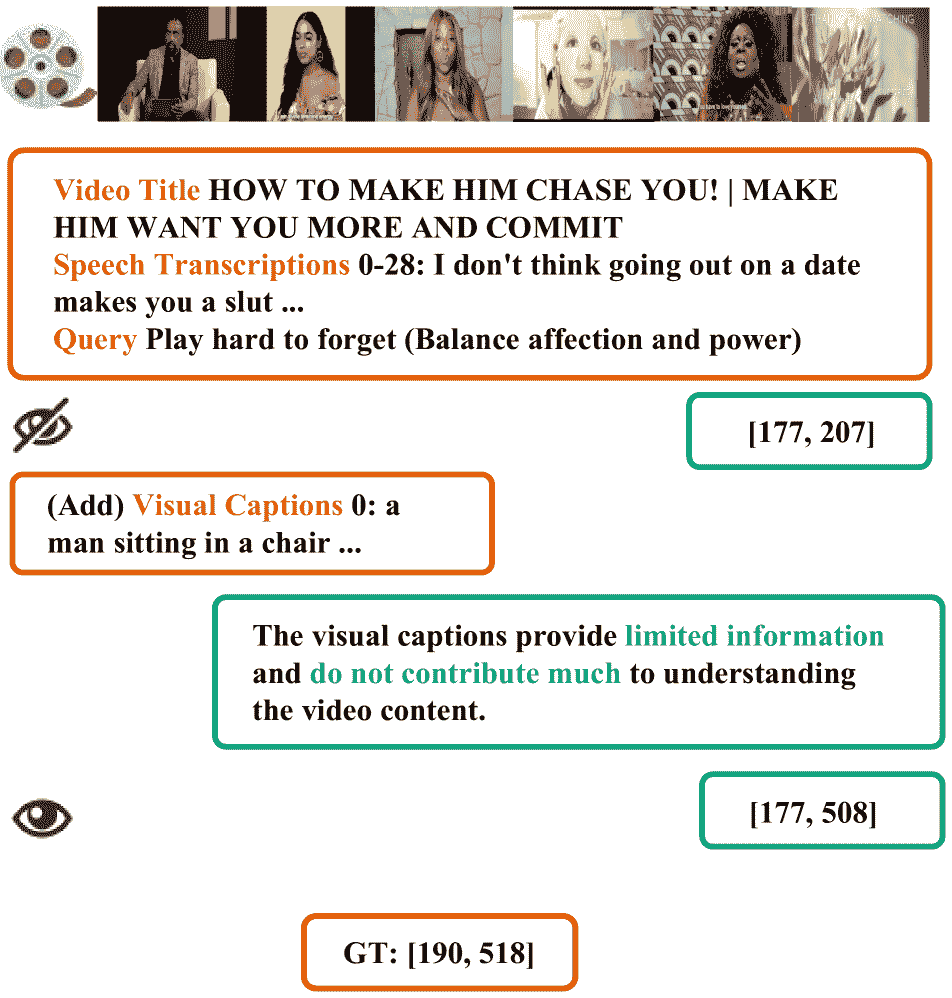 Video Title HOW TO MAKE HIM CHASE YOU! | MAKE
HIM WANT YOU MORE AND COMMIT
Speech Transcriptions 0-28: I don't think going out on a date
makes you a slut ...
Query Play hard to forget (Balance affection and power)
[177, 207]
(Add) Visual Captions 0: a
man sitting in a chair ...
The visual captions provide limited information
and do not contribute much to understanding
the video content.
[177, 508]
GT: [190, 518]